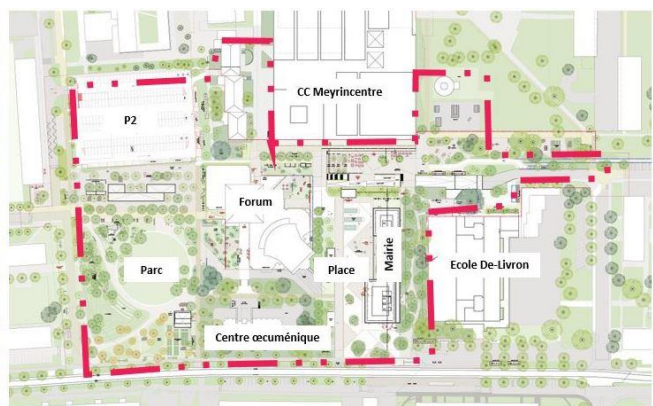 CC Meyrincentre
P2
Forum
Parc
Place
Mairie
Ecole De-Livron
Centre œcuménique